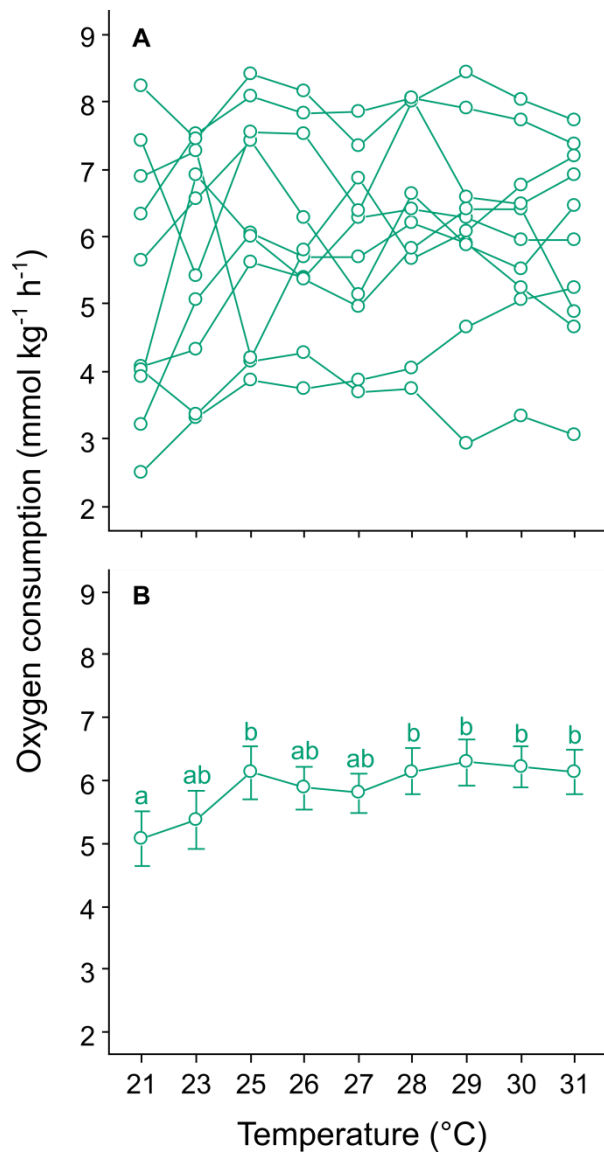 Oxygen consumption (mmol kg⁻¹ h⁻¹)
A
9
8
7
6
5
4
3
2
B
9
8
7
6
5
4
3
2
a
ab
b
ab
ab
b
b
b
b
21 23 25 26 27 28 29 30 31
Temperature (°C)